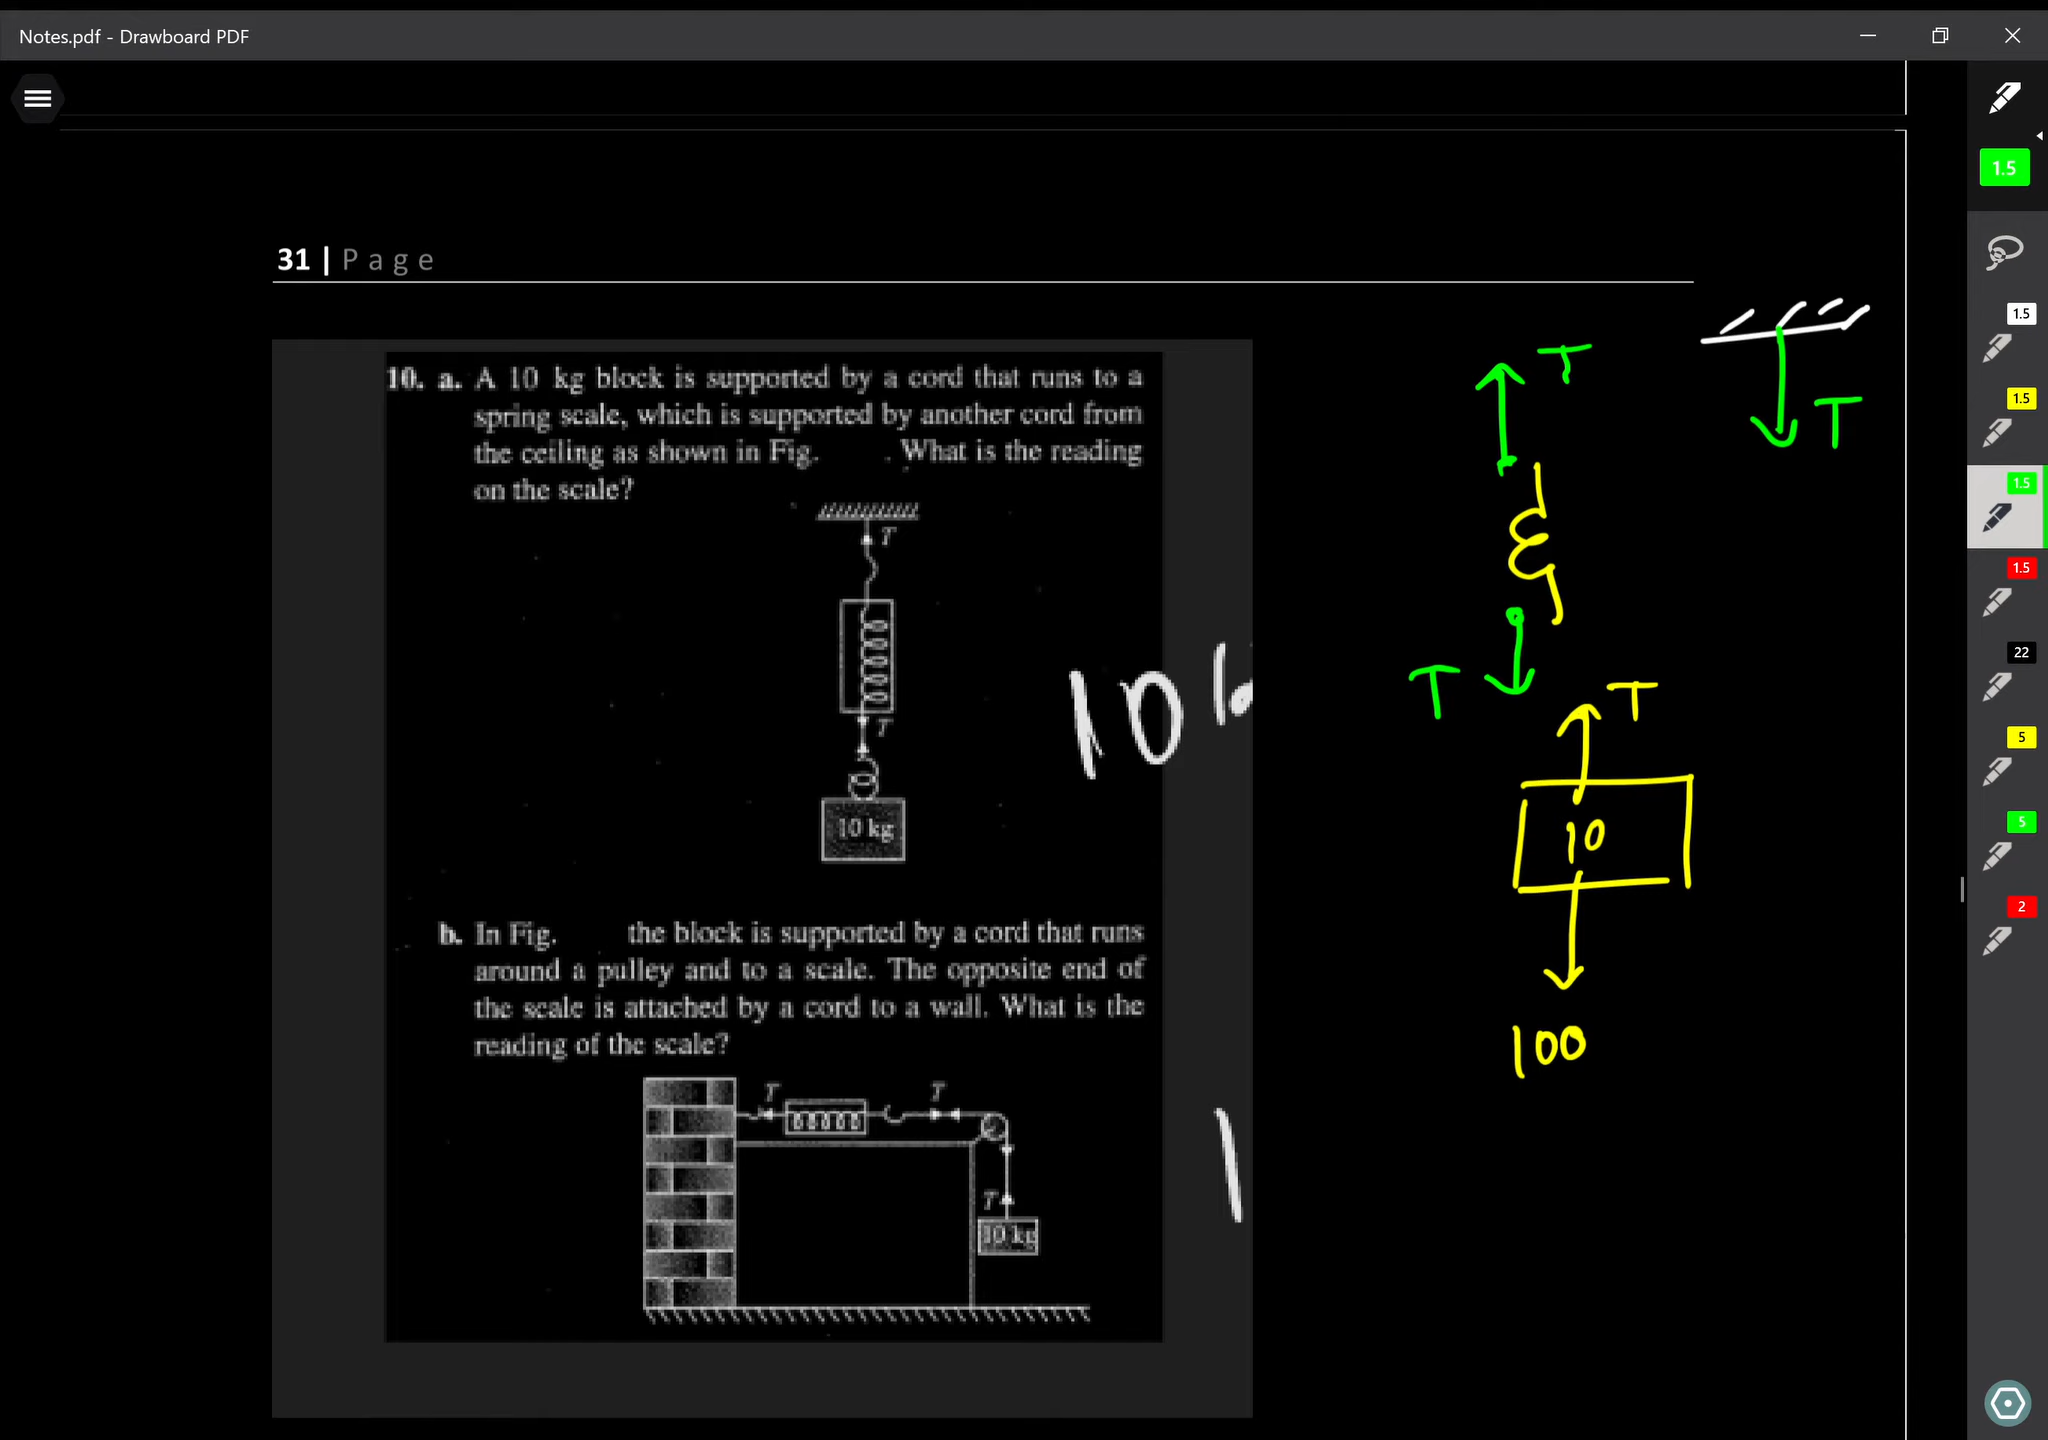 Notes.pdf - Drawboard PDF
1.5
31 | Page
10. a. A 10 kg block is supported by a cord that runs to a
spring scale, which is supported by another cord from
the ceiling as shown in Fig. . What is the reading
on the scale?
T
T
10 kg
b. In Fig. the block is supported by a cord that runs
around a pulley and to a scale. The opposite end of
the scale is attached by a cord to a wall. What is the
reading of the scale?
T
T
T
10 kg
10
T
T
T
T
10
100
1.5
1.5
1.5
1.5
22
5
5
2